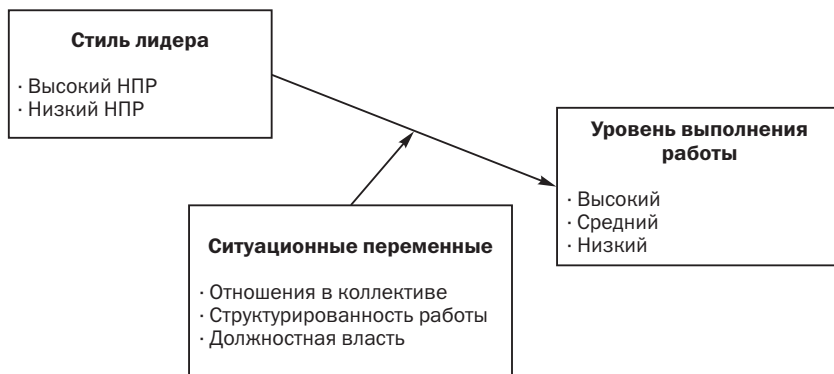 Стиль лидера
· Высокий НПР
· Низкий НПР
Уровень выполнения
работы
· Высокий
· Средний
· Низкий
Ситуационные переменные
· Отношения в коллективе
· Структурированность работы
· Должностная власть